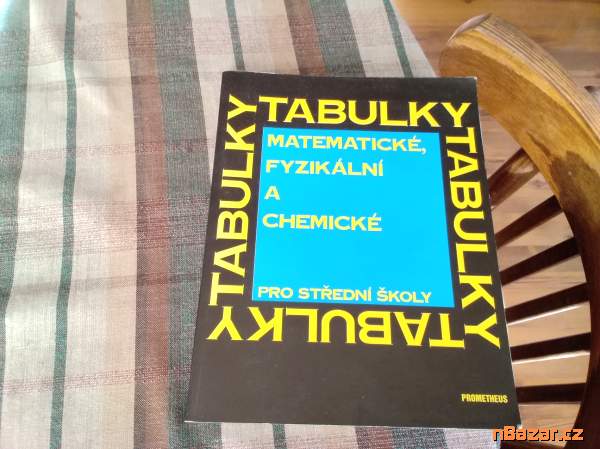 TABULKY
TABULKY
TABULKY
TABULKY
MATEMATICKÉ,
FYZIKÁLNÍ
A
CHEMICKÉ
PRO STŘEDNÍ ŠKOLY
PROMETHEUS
nBazar.cz